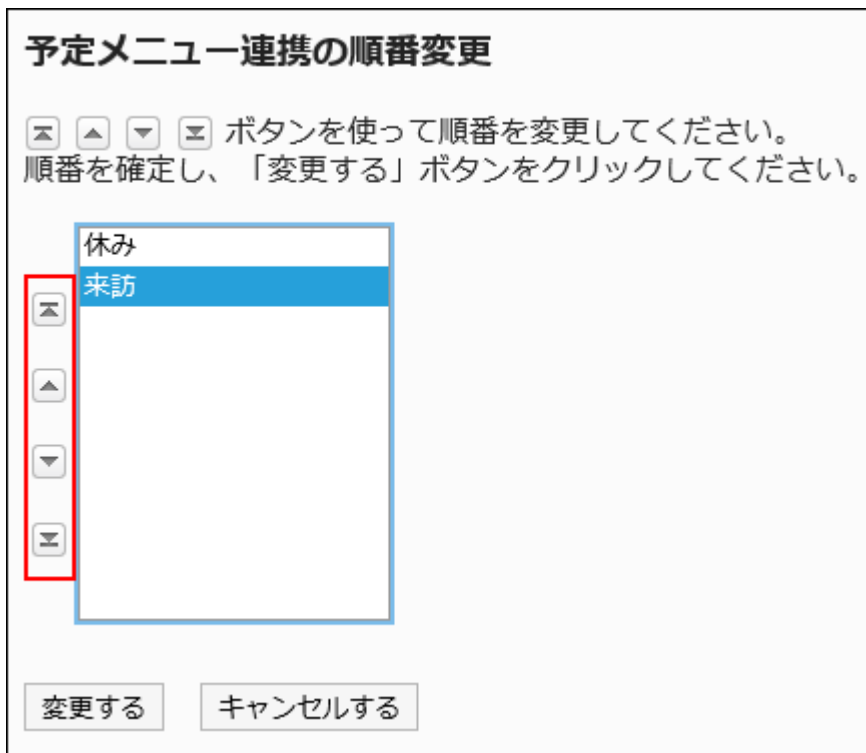 予定メニュー連携の順番変更
ボタンを使って順番を変更してください。
順番を確定し、「変更する」ボタンをクリックしてください。
休み
来訪
変更する
キャンセルする